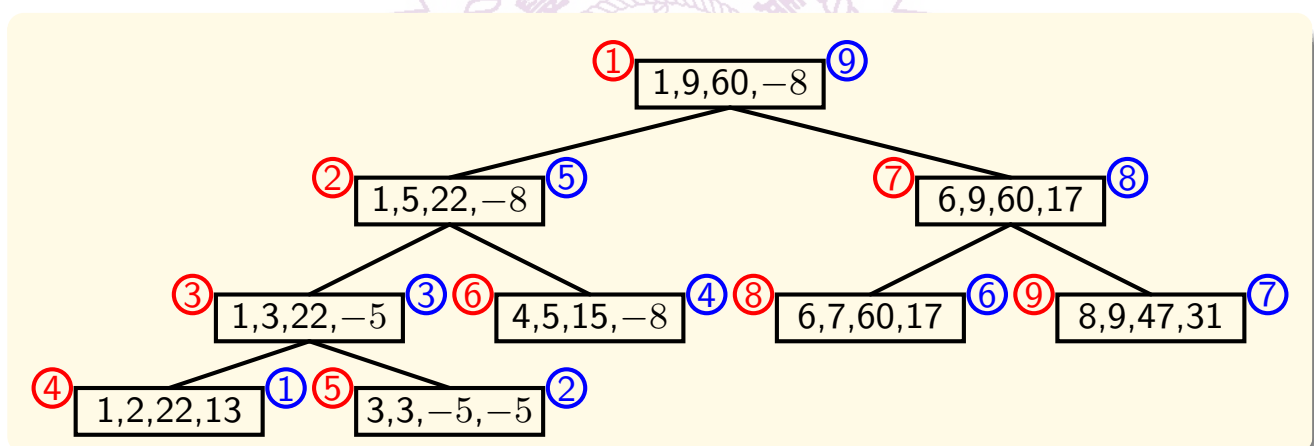 ① 1,9,60,−8 ⑨
② 1,5,22,−8 ⑤ ⑦ 6,9,60,17 ⑧
③ 1,3,22,−5 ③ ⑥ 4,5,15,−8 ④ ⑧ 6,7,60,17 ⑥ ⑨ 8,9,47,31 ⑦
④ 1,2,22,13 ① ⑤ 3,3,−5,−5 ②